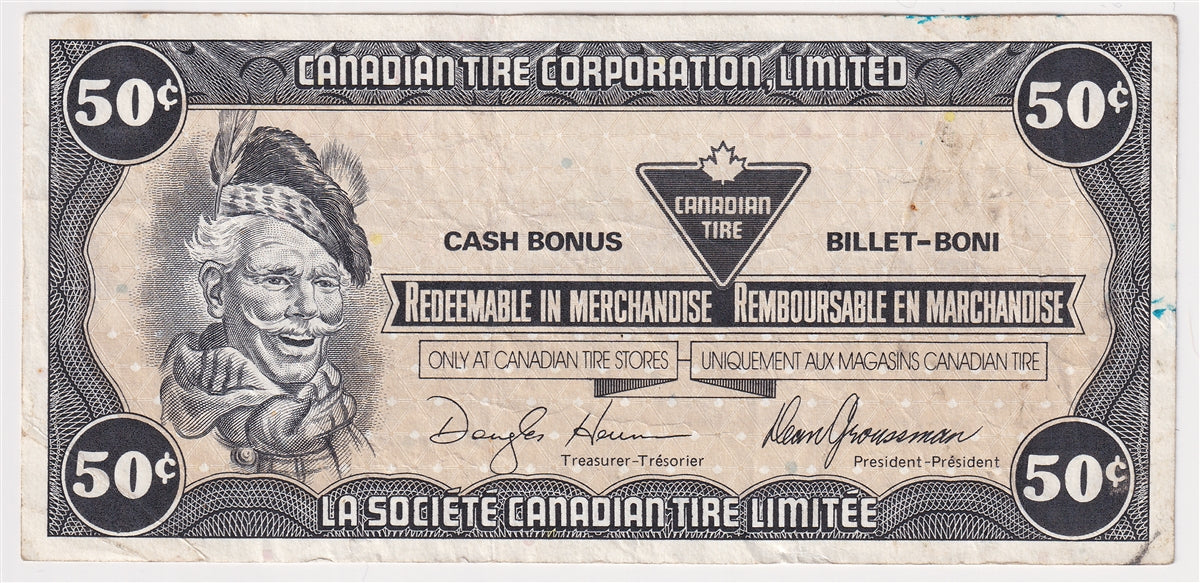 CANADIAN TIRE CORPORATION, LIMITED
50¢
50¢
CANADIAN
TIRE
CASH BONUS
BILLET-BONI
REDEEMABLE IN MERCHANDISE REMBOURSABLE EN MARCHANDISE
ONLY AT CANADIAN TIRE STORES
UNIQUEMENT AUX MAGASINS CANADIAN TIRE
Dean Groussman
Treasurer-Trésorier
President-Président
50¢
50¢
LA SOCIÉTÉ CANADIAN TIRE LIMITÉE